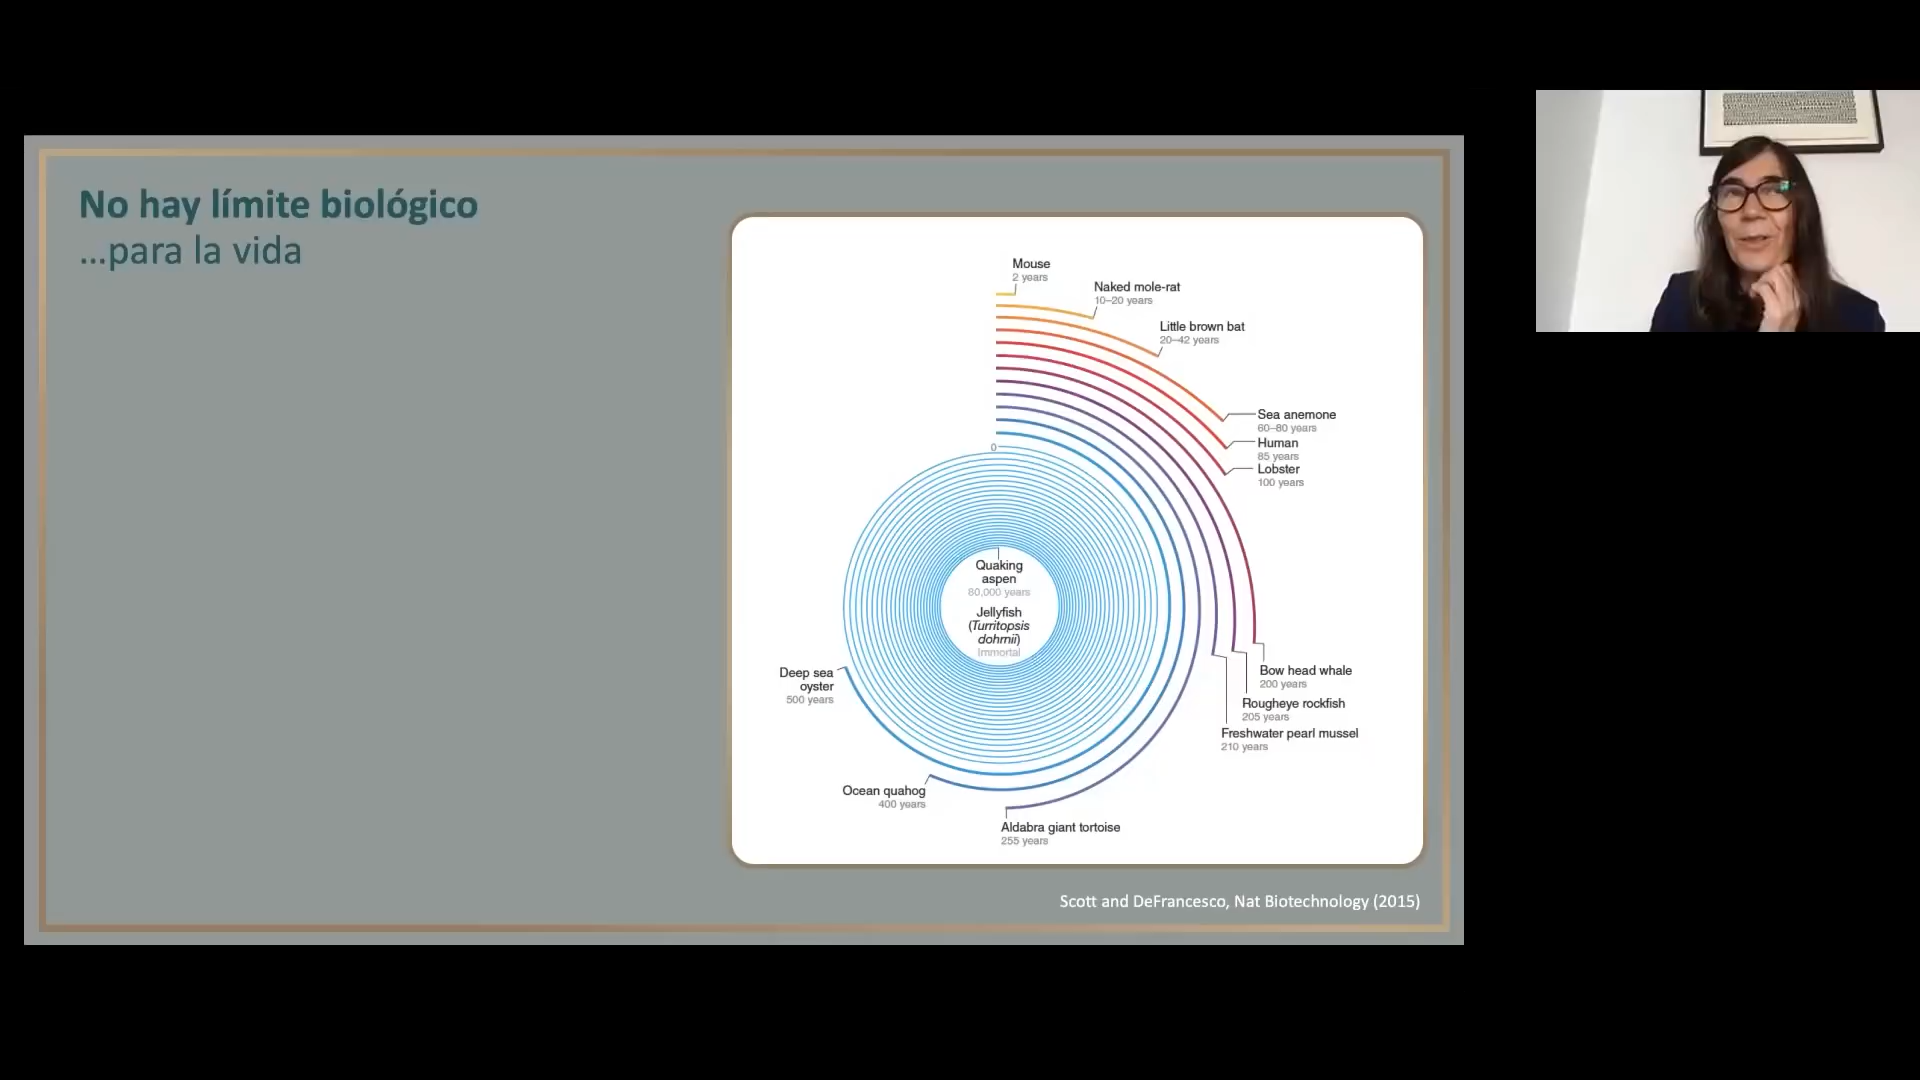 No hay límite biológico
...para la vida
Mouse
2 years
Naked mole-rat
10–20 years
Little brown bat
20–42 years
Sea anemone
60–80 years
Human
85 years
Lobster
100 years
0
Quaking
aspen
80,000 years
Jellyfish
(Turritopsis
dohrnii)
Immortal
Bow head whale
200 years
Rougheye rockfish
205 years
Freshwater pearl mussel
210 years
Deep sea
oyster
500 years
Ocean quahog
400 years
Aldabra giant tortoise
255 years
Scott and DeFrancesco, Nat Biotechnology (2015)